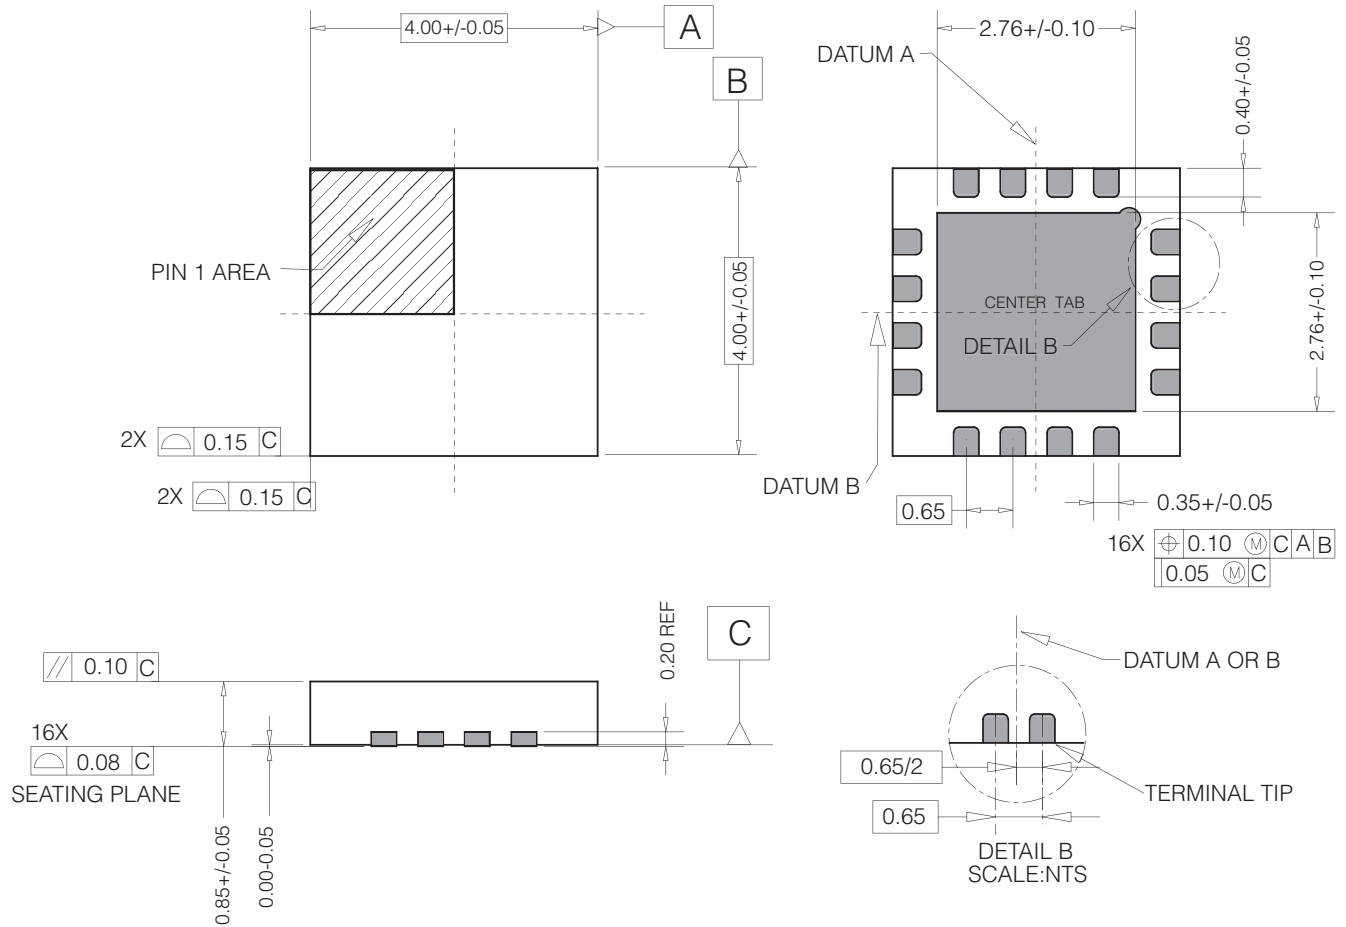 4.00+/-0.05
A
B
4.00+/-0.05
PIN 1 AREA
2X 0.15 C
2X 0.15 C
DATUM A
2.76+/-0.10
0.40+/-0.05
CENTER TAB
DETAIL B
2.76+/-0.10
DATUM B
0.65
0.35+/-0.05
16X 0.10 Ⓜ C A B
0.05 Ⓜ C
// 0.10 C
16X
0.08 C
SEATING PLANE
0.85+/-0.05
0.00-0.05
0.20 REF
C
DATUM A OR B
0.65/2
0.65
TERMINAL TIP
DETAIL B
SCALE:NTS